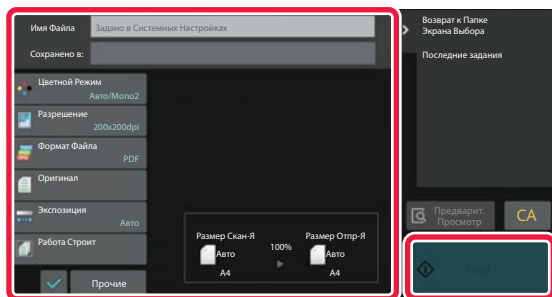 Имя Файла
Задано в Системных Настройках
Сохранено в:
Цветной Режим
Авто/Mono2
Разрешение
200x200dpi
Формат Файла
PDF
Оригинал
Экспозиция
Авто
Работа Строит
Прочие
Размер Скан-Я
Авто
A4
100%
Размер Отпр-Я
Авто
A4
Возврат к Папке
Экрана Выбора
Последние задания
Предварит.
Просмотр
CA
Старт